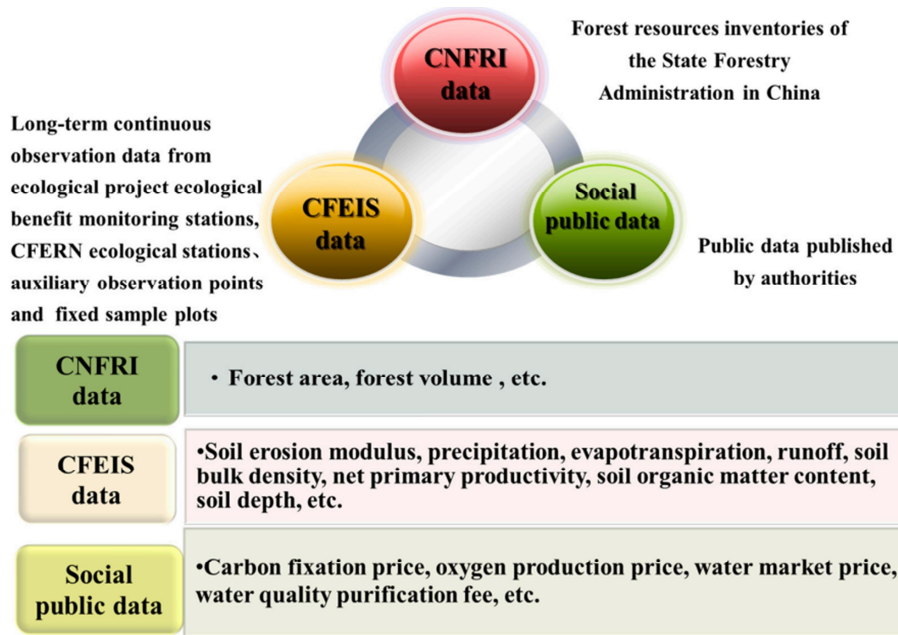 CNFRI
data
Forest resources inventories of
the State Forestry
Administration in China
Long-term continuous
observation data from
ecological project ecological
benefit monitoring stations,
CFERN ecological stations、
auxiliary observation points
and fixed sample plots
CFEIS
data
Social
public data
Public data published
by authorities
CNFRI
data
• Forest area, forest volume , etc.
CFEIS
data
•Soil erosion modulus, precipitation, evapotranspiration, runoff, soil
bulk density, net primary productivity, soil organic matter content,
soil depth, etc.
Social
public data
•Carbon fixation price, oxygen production price, water market price,
water quality purification fee, etc.